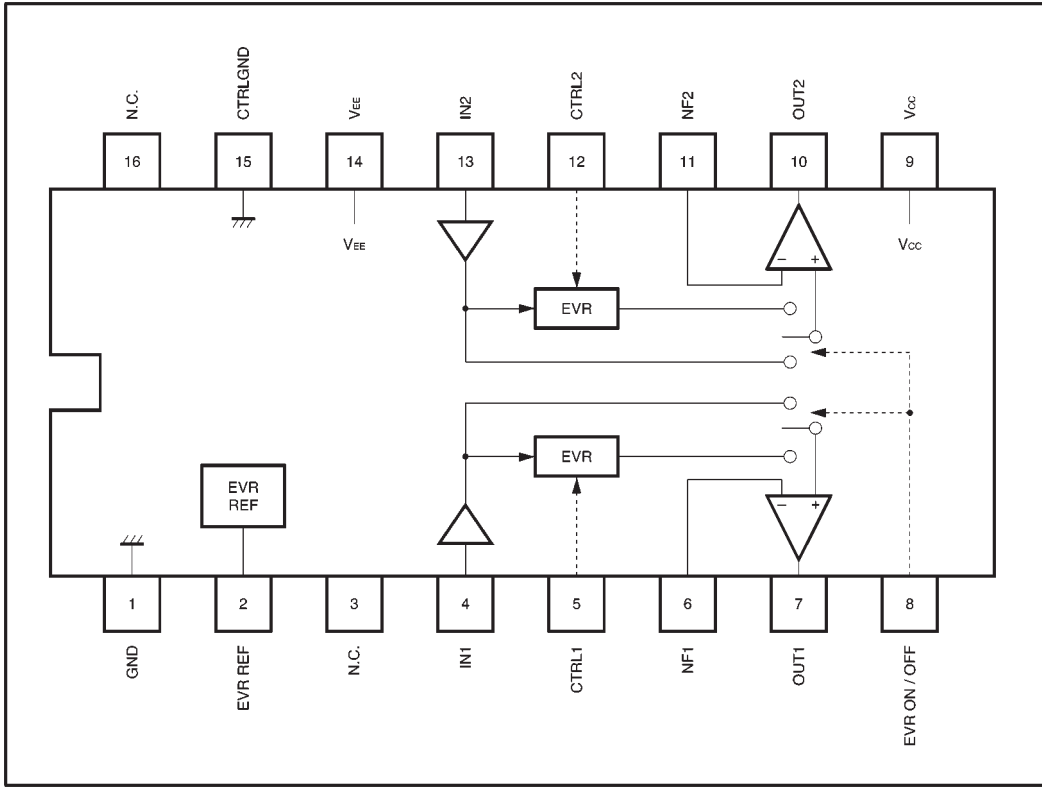 N.C.
CTRLGND
VEE
IN2
CTRL2
NF2
OUT2
VCC
16
15
14
13
12
11
10
9
VEE
VCC
− +
EVR
EVR
EVR
REF
− +
1
2
3
4
5
6
7
8
GND
EVR REF
N.C.
IN1
CTRL1
NF1
OUT1
EVR ON / OFF